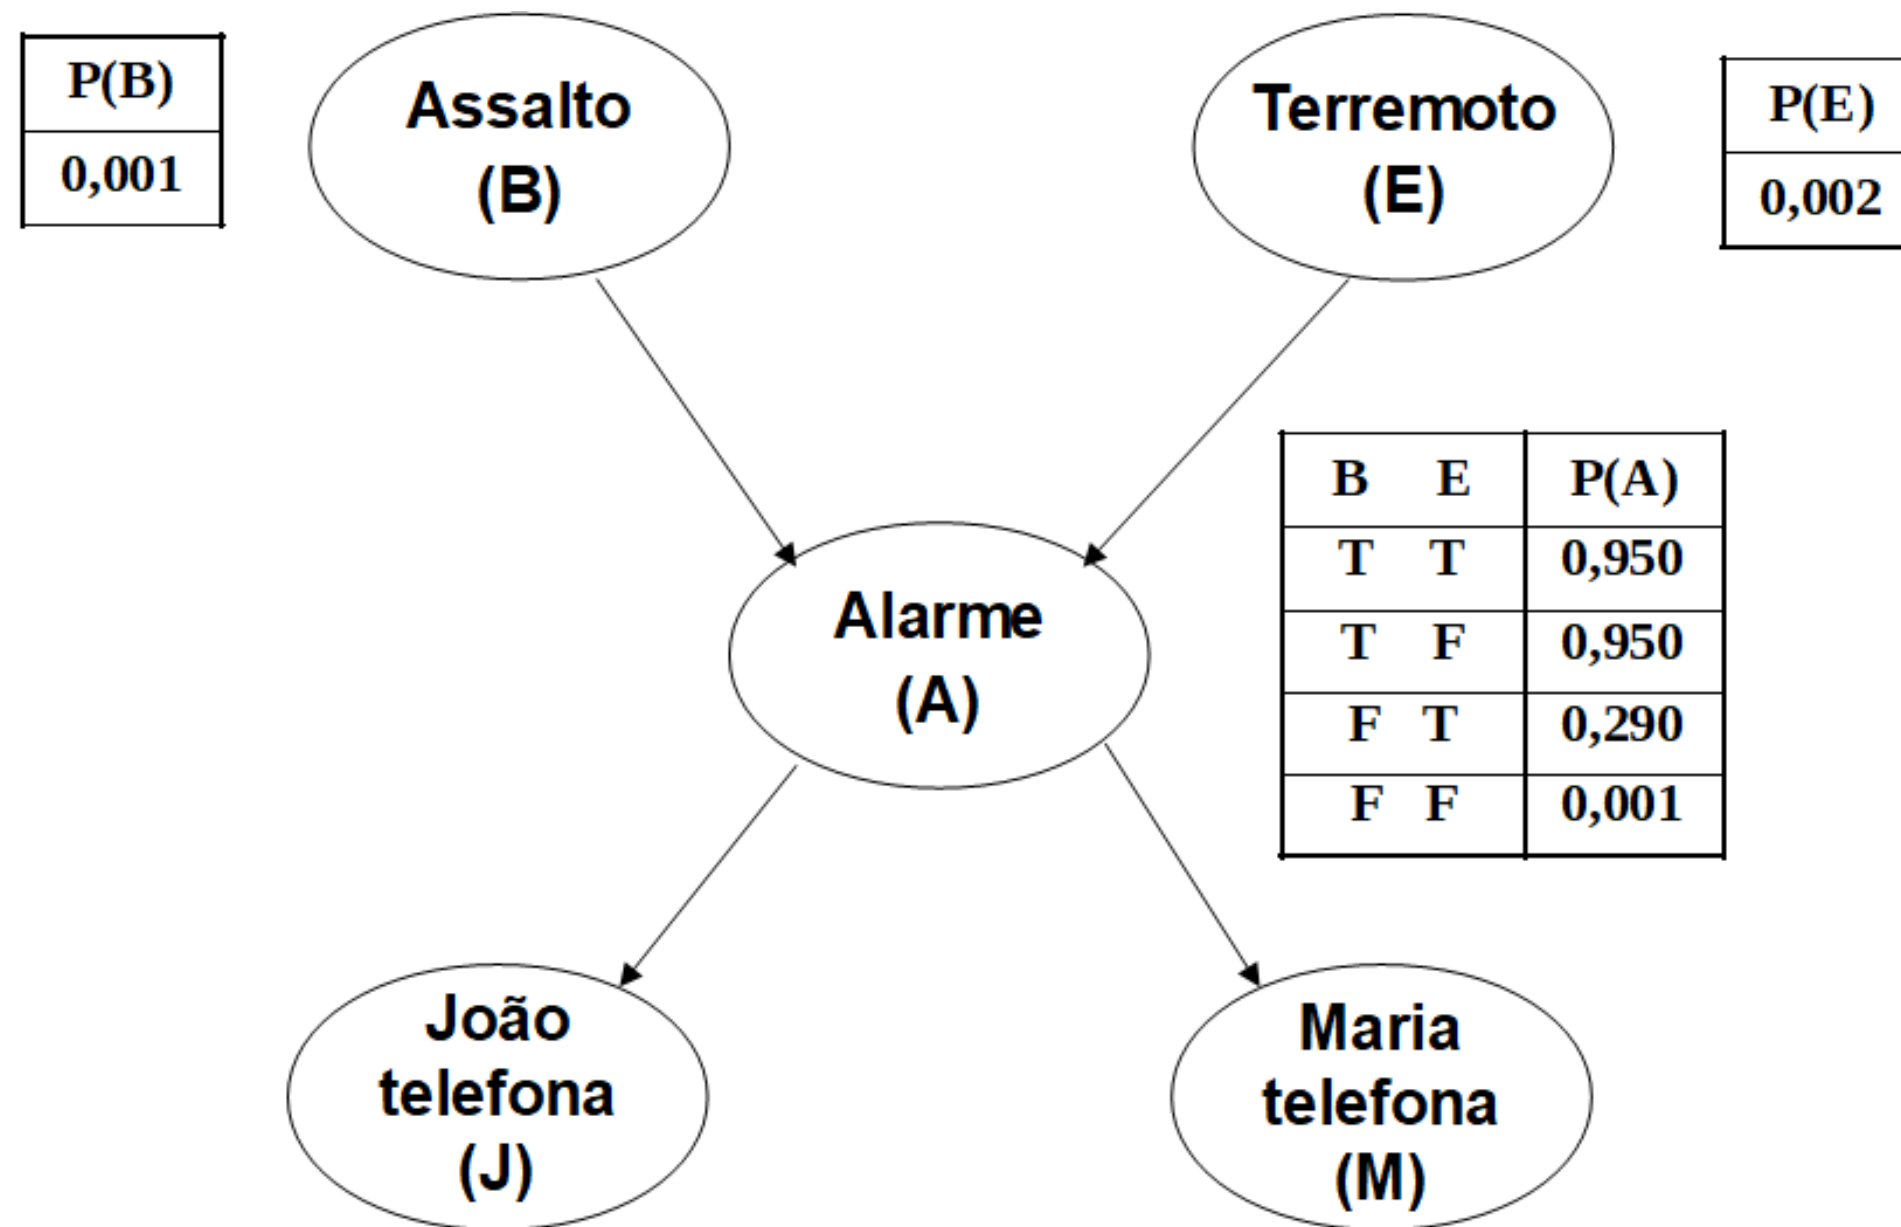 P(B)
0,001
Assalto
(B)
Terremoto
(E)
P(E)
0,002
Alarme
(A)
B E P(A)
T T 0,950
T F 0,950
F T 0,290
F F 0,001
João
telefona
(J)
Maria
telefona
(M)